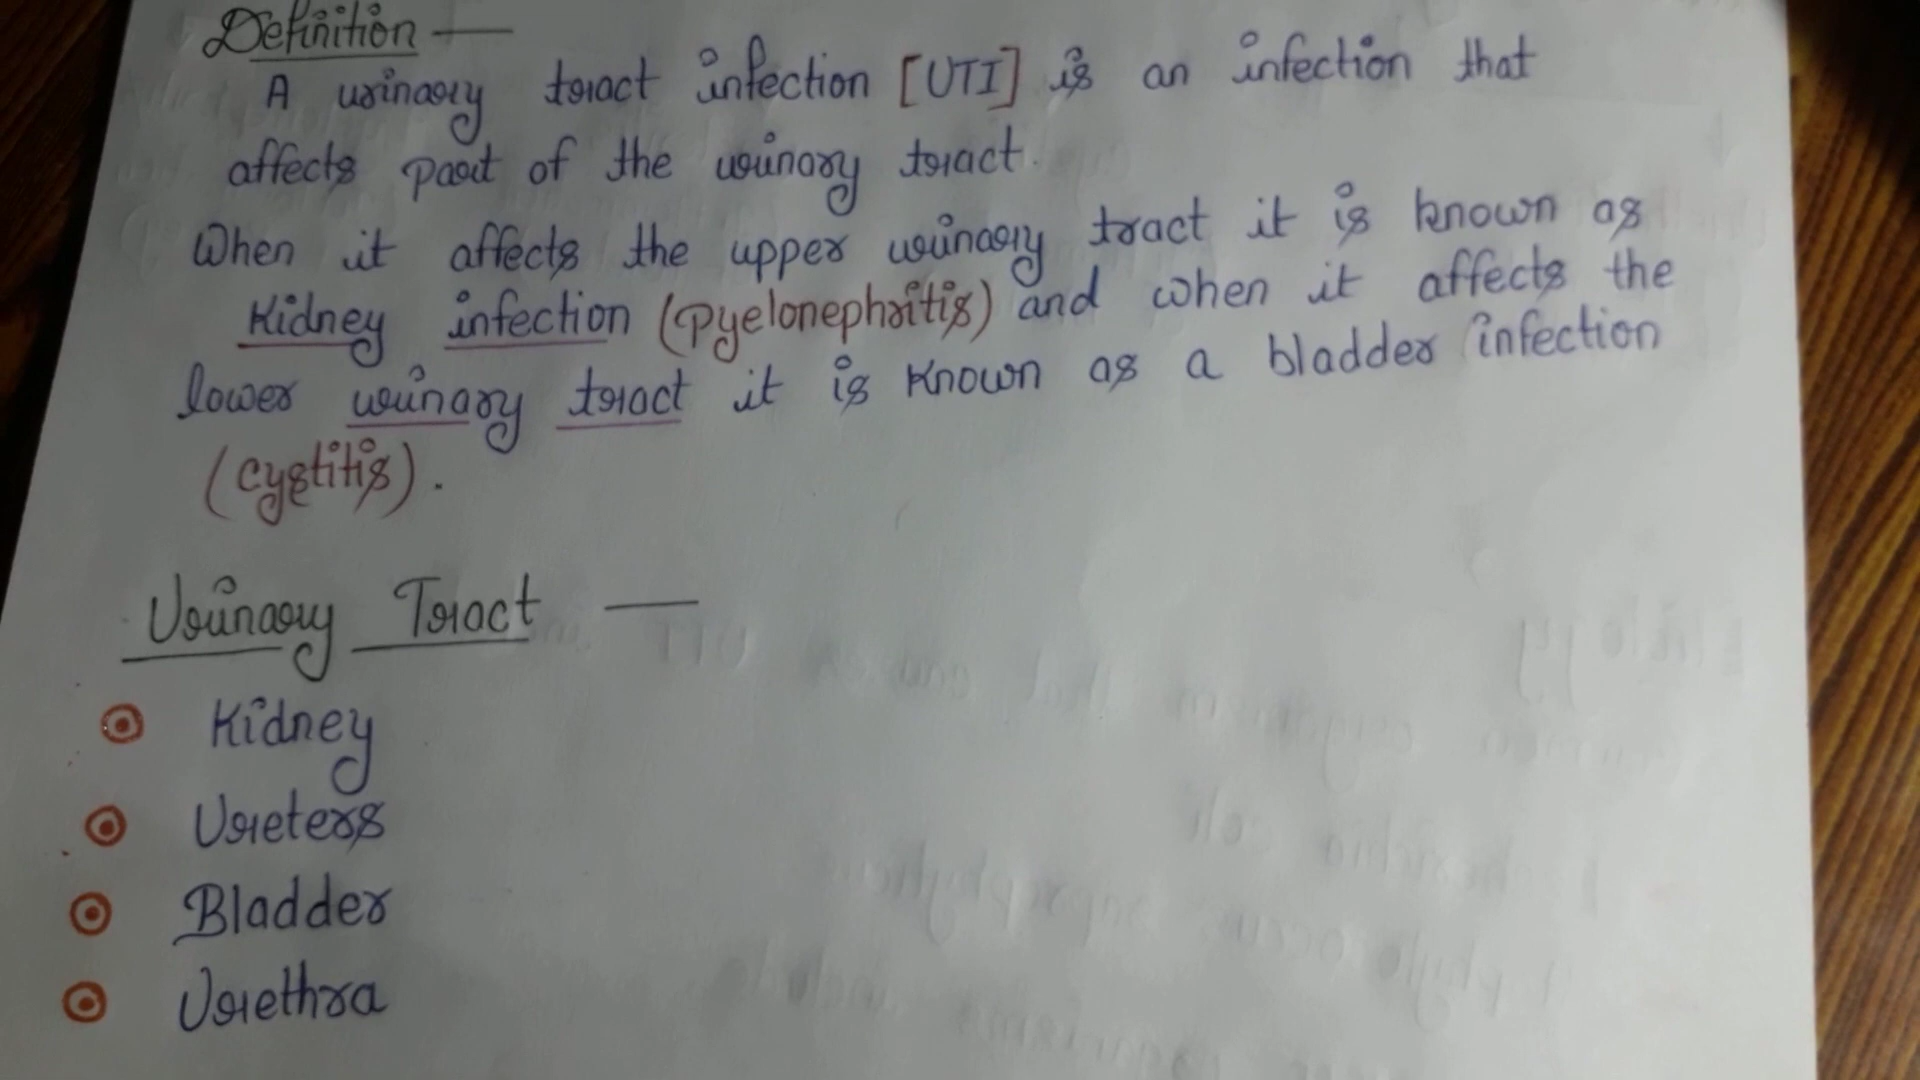 Definition —
A urinary tract infection [UTI] is an infection that
affects part of the urinary tract.
When it affects the upper urinary tract it is known as
Kidney infection (pyelonephritis) and when it affects the
lower urinary tract it is known as a bladder infection
(cystitis).
Urinary Tract —
Kidney
Ureters
Bladder
Urethra